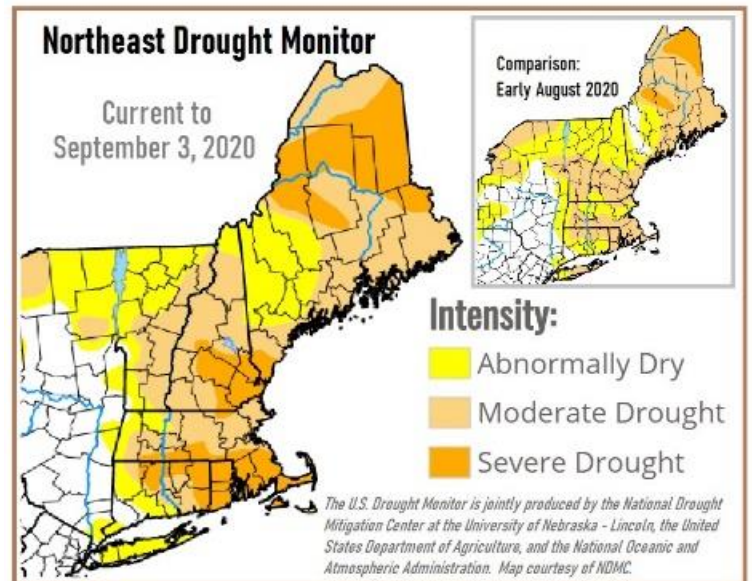 Northeast Drought Monitor
Current to
September 3, 2020
Comparison:
Early August 2020
Intensity:
Abnormally Dry
Moderate Drought
Severe Drought
The U.S. Drought Monitor is jointly produced by the National Drought
Mitigation Center at the University of Nebraska - Lincoln, the United
States Department of Agriculture, and the National Oceanic and
Atmospheric Administration. Map courtesy of NDMC.